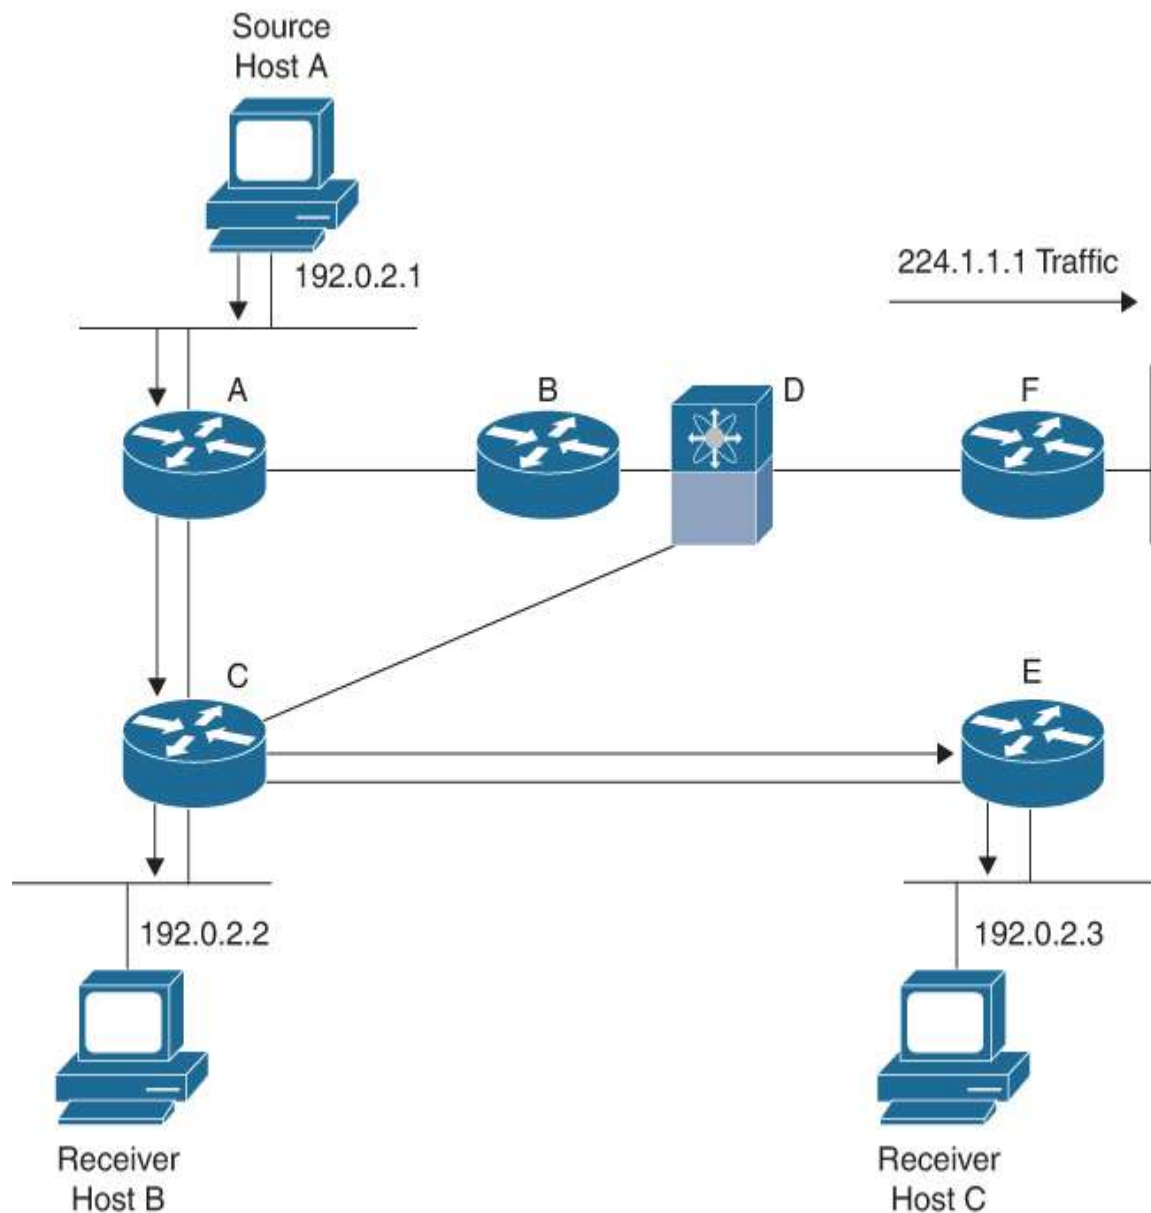 Source
Host A
192.0.2.1
224.1.1.1 Traffic
A
B
D
F
C
E
192.0.2.2
192.0.2.3
Receiver
Host B
Receiver
Host C